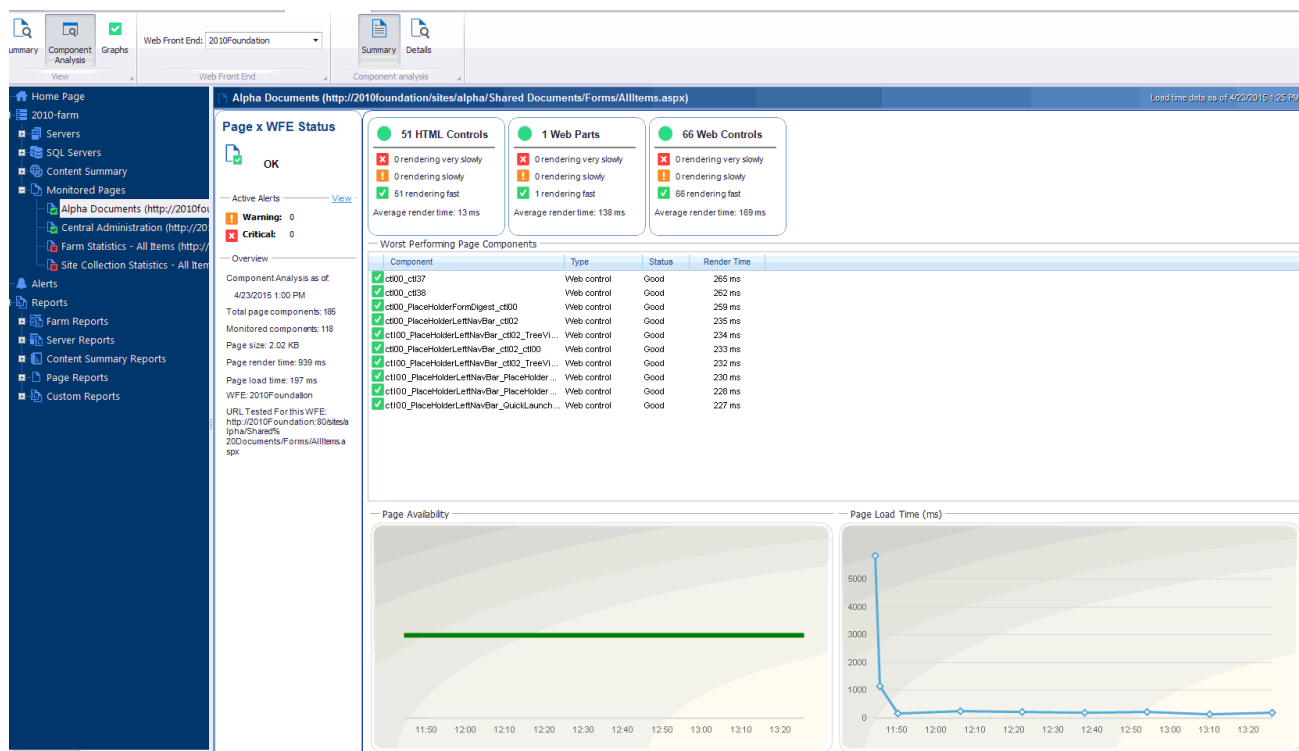 ummary
Component
Analysis
Graphs
View
Web Front End: 2010Foundation
Web Front End
Summary
Details
Component analysis
Home Page
2010-farm
Servers
SQL Servers
Content Summary
Monitored Pages
Alpha Documents (http://2010fou
Central Administration (http://20
Farm Statistics - All Items (http://
Site Collection Statistics - All Item
Alerts
Reports
Farm Reports
Server Reports
Content Summary Reports
Page Reports
Custom Reports
Alpha Documents (http://2010foundation/sites/alpha/Shared Documents/Forms/AllItems.aspx)
Load time data as of 4/23/2015 1:25 PM
Page x WFE Status
OK
Active Alerts View
Warning: 0
Critical: 0
Overview
Component Analysis as of:
4/23/2015 1:00 PM
Total page components: 185
Monitored components: 118
Page size: 2.02 KB
Page render time: 939 ms
Page load time: 197 ms
WFE: 2010Foundation
URL Tested For this WFE:
http://2010Foundation:80/sites/a
lpha/Shared%
20Documents/Forms/AllItems.a
spx
51 HTML Controls
0 rendering very slowly
0 rendering slowly
51 rendering fast
Average render time: 13 ms
1 Web Parts
0 rendering very slowly
0 rendering slowly
1 rendering fast
Average render time: 138 ms
66 Web Controls
0 rendering very slowly
0 rendering slowly
66 rendering fast
Average render time: 169 ms
Worst Performing Page Components
Component Type Status Render Time
ctl00_ctl37 Web control Good 265 ms
ctl00_ctl38 Web control Good 262 ms
ctl00_PlaceHolderFormDigest_ctl00 Web control Good 259 ms
ctl00_PlaceHolderLeftNavBar_ctl02 Web control Good 235 ms
ctl00_PlaceHolderLeftNavBar_ctl02_TreeVi... Web control Good 234 ms
ctl00_PlaceHolderLeftNavBar_ctl02_ctl00 Web control Good 233 ms
ctl00_PlaceHolderLeftNavBar_ctl02_TreeVi... Web control Good 232 ms
ctl00_PlaceHolderLeftNavBar_PlaceHolder... Web control Good 230 ms
ctl00_PlaceHolderLeftNavBar_PlaceHolder... Web control Good 228 ms
ctl00_PlaceHolderLeftNavBar_QuickLaunch... Web control Good 227 ms
Page Availability
11:50 12:00 12:10 12:20 12:30 12:40 12:50 13:00 13:10 13:20
Page Load Time (ms)
5000
4000
3000
2000
1000
0
11:50 12:00 12:10 12:20 12:30 12:40 12:50 13:00 13:10 13:20